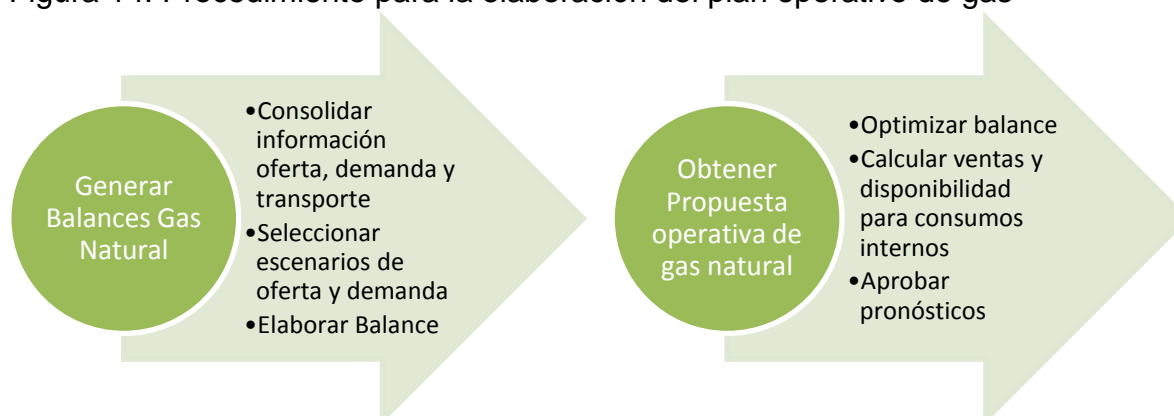 Figura 14. Procedimiento para la elaboración del plan operativo de gas
Generar
Balances Gas
Natural
•Consolidar
información
oferta, demanda y
transporte
•Seleccionar
escenarios de
oferta y demanda
•Elaborar Balance
Obtener
Propuesta
operativa de
gas natural
•Optimizar balance
•Calcular ventas y
disponibilidad
para consumos
internos
•Aprobar
pronósticos